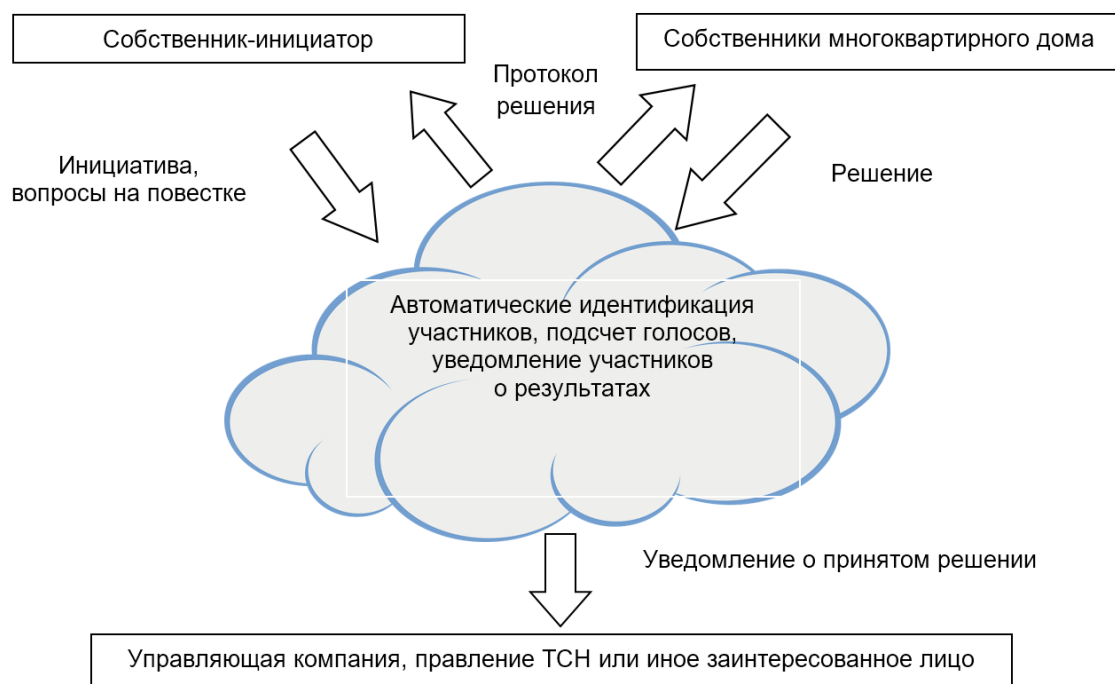 Собственник-инициатор
Собственники многоквартирного дома
Протокол
решения
Инициатива,
вопросы на повестке
Решение
Автоматические идентификация
участников, подсчет голосов,
уведомление участников
о результатах
Уведомление о принятом решении
Управляющая компания, правление ТСН или иное заинтересованное лицо